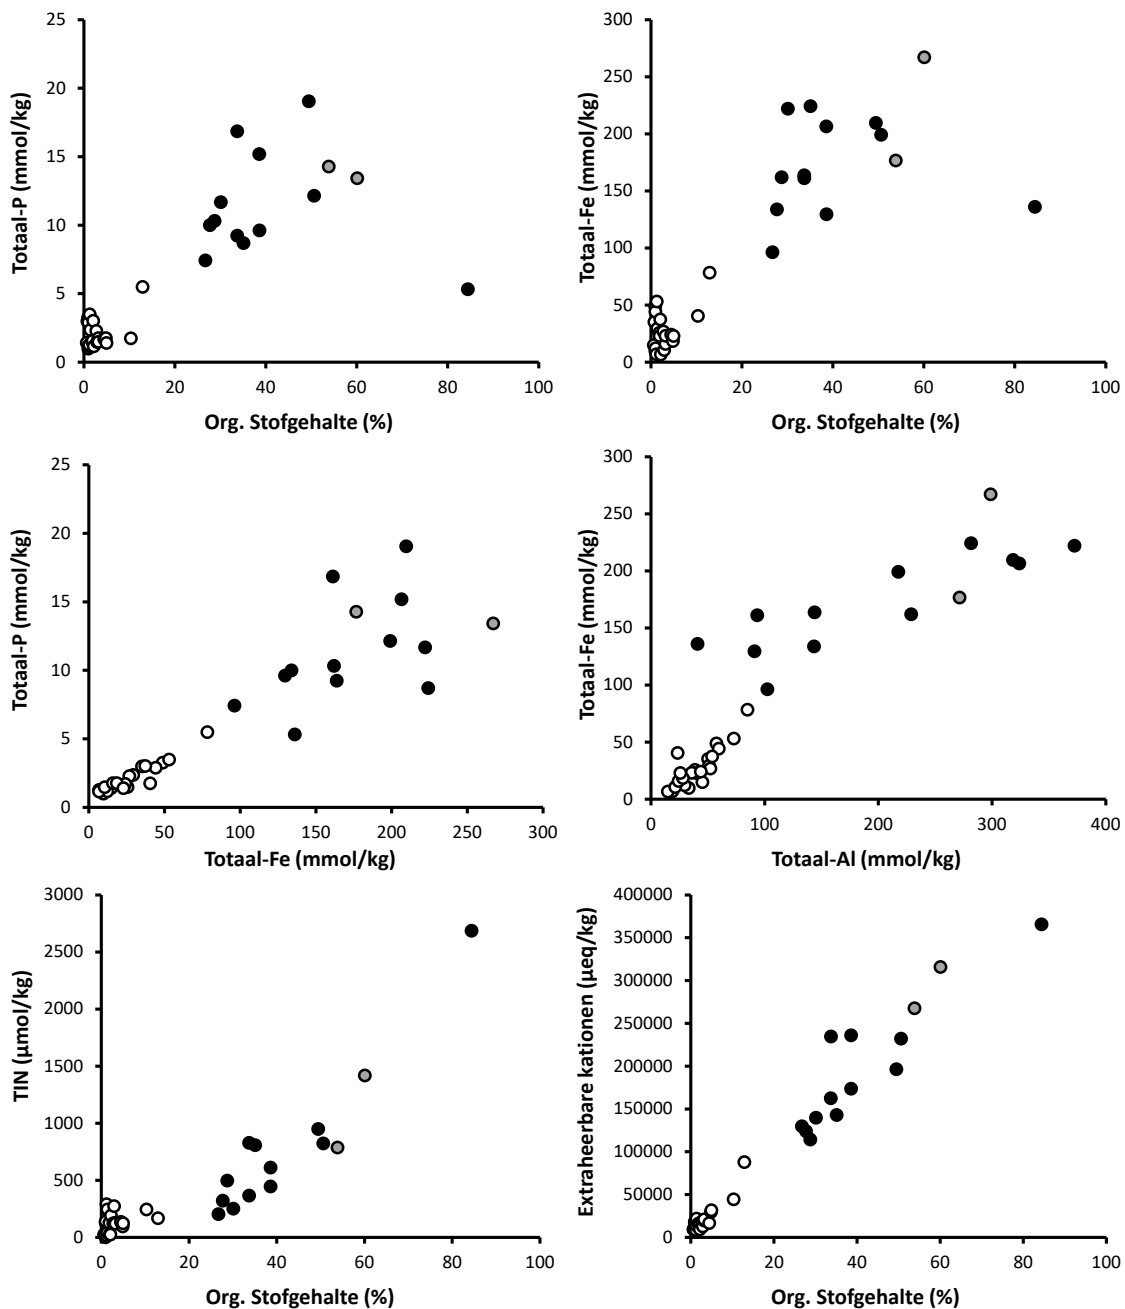 25
20
15
10
5
0
0 20 40 60 80 100
Totaal-P (mmol/kg)
Org. Stofgehalte (%)
300
250
200
150
100
50
0
0 20 40 60 80 100
Totaal-Fe (mmol/kg)
Org. Stofgehalte (%)
25
20
15
10
5
0
0 50 100 150 200 250 300
Totaal-P (mmol/kg)
Totaal-Fe (mmol/kg)
300
250
200
150
100
50
0
0 100 200 300 400
Totaal-Fe (mmol/kg)
Totaal-Al (mmol/kg)
3000
2500
2000
1500
1000
500
0
0 20 40 60 80 100
TIN (µmol/kg)
Org. Stofgehalte (%)
400000
350000
300000
250000
200000
150000
100000
50000
0
0 20 40 60 80 100
Extraheerbare kationen (µeq/kg)
Org. Stofgehalte (%)